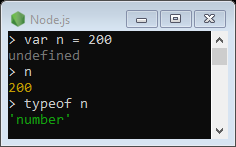 Node.js
> var n = 200
undefined
> n
200
> typeof n
'number'